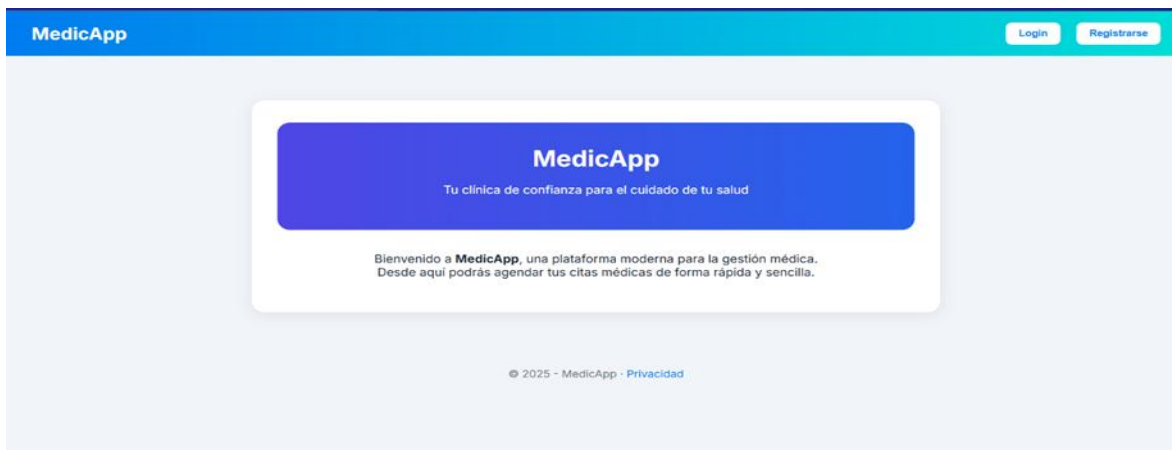 MedicApp
Login
Registrarse
MedicApp
Tu clínica de confianza para el cuidado de tu salud
Bienvenido a MedicApp, una plataforma moderna para la gestión médica.
Desde aquí podrás agendar tus citas médicas de forma rápida y sencilla.
© 2025 - MedicApp · Privacidad